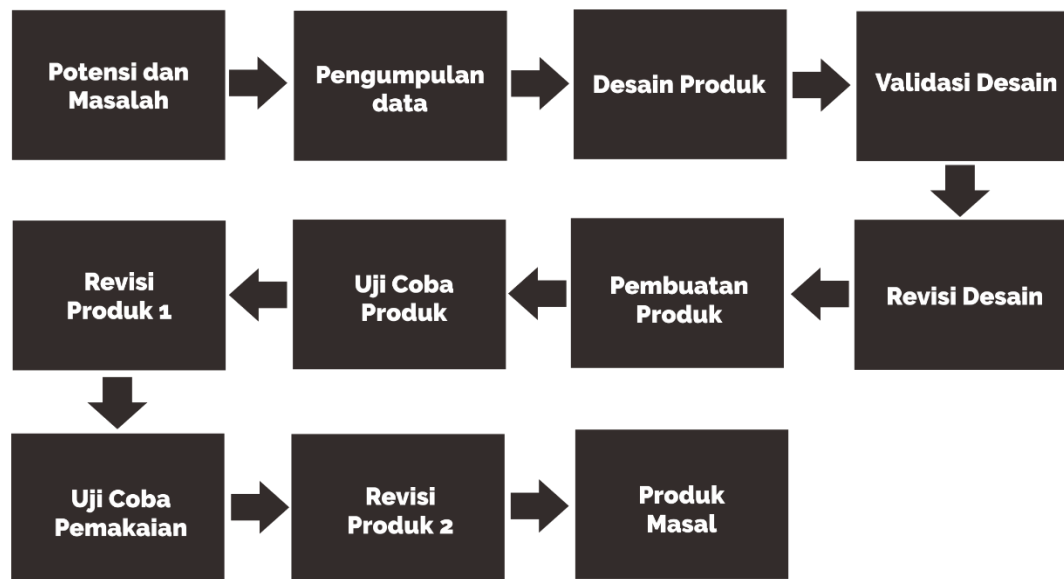 Potensi dan
Masalah
Pengumpulan
data
Desain Produk
Validasi Desain
Revisi Desain
Pembuatan
Produk
Uji Coba
Produk
Revisi
Produk 1
Uji Coba
Pemakaian
Revisi
Produk 2
Produk
Masal